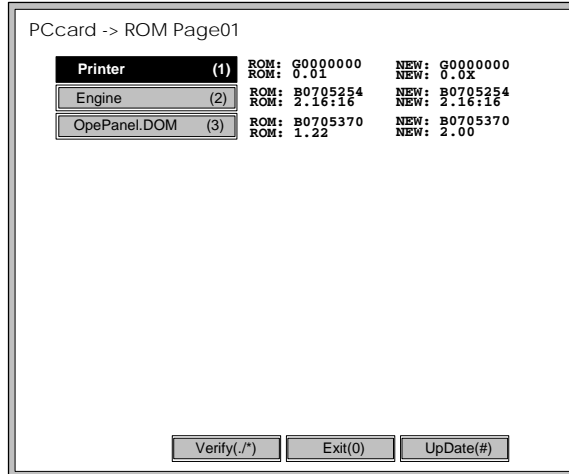 PCcard -> ROM Page01
Printer (1) ROM: G0000000 NEW: G0000000
ROM: 0.01 NEW: 0.0X
Engine (2) ROM: B0705254 NEW: B0705254
ROM: 2.16:16 NEW: 2.16:16
OpePanel.DOM (3) ROM: B0705370 NEW: B0705370
ROM: 1.22 NEW: 2.00
Verify(./*) Exit(0) UpDate(#)